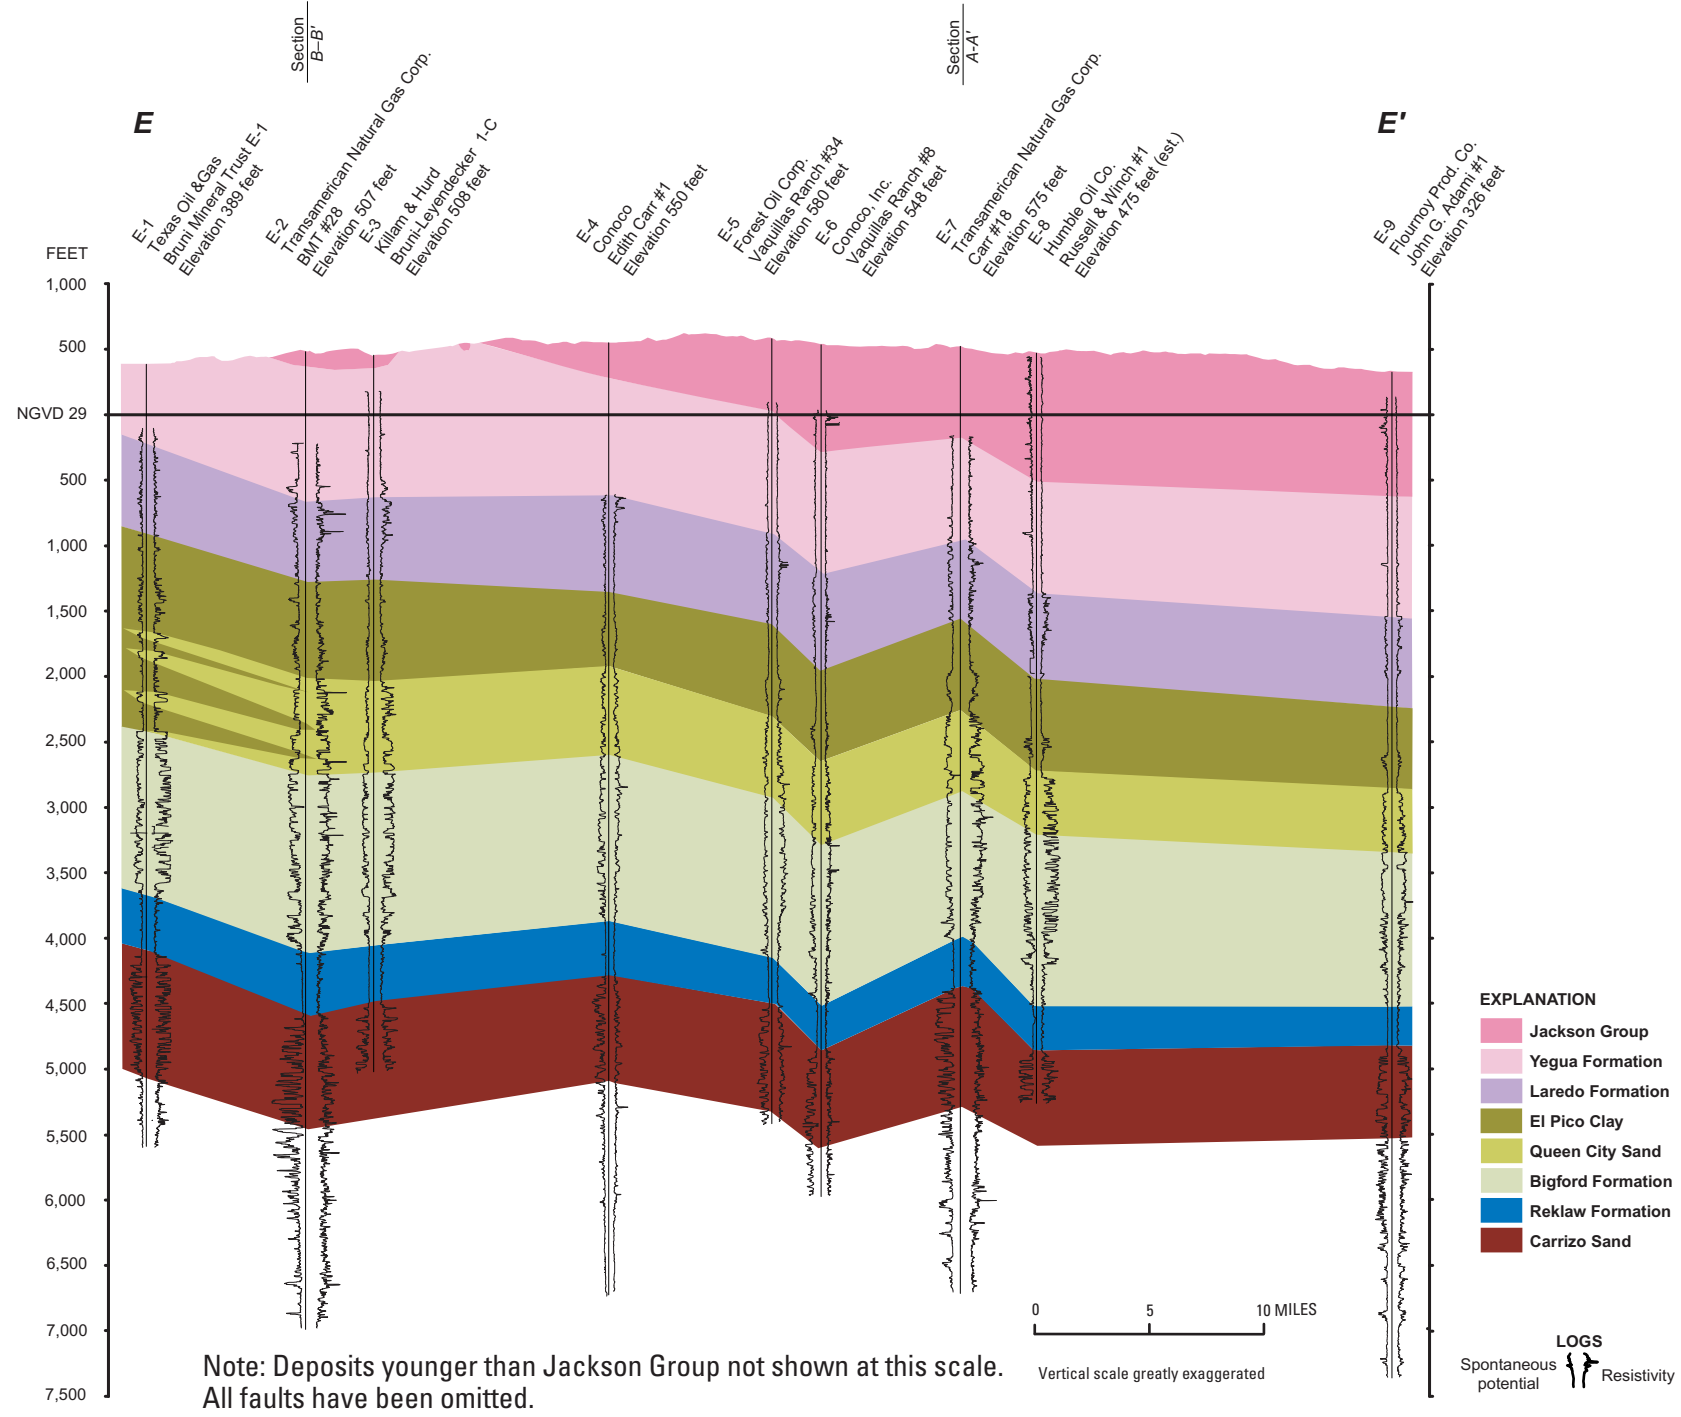 Section
B–B'
Section
A-A'
E
E'
E-1
Texas Oil &Gas
Bruni Mineral Trust E-1
Elevation 389 feet
E-2
Transamerican Natural Gas Corp.
BMT #28
Elevation 507 feet
E-3
Killam & Hurd
Bruni-Leyendecker 1-C
Elevation 508 feet
E-4
Conoco
Edith Carr #1
Elevation 550 feet
E-5
Forest Oil Corp.
Vaquillas Ranch #34
Elevation 580 feet
E-6
Conoco, Inc.
Vaquillas Ranch #8
Elevation 548 feet
E-7
Transamerican Natural Gas Corp.
Carr #18
Elevation 575 feet
E-8
Humble Oil Co.
Russell & Winch #1
Elevation 475 feet (est.)
E-9
Flournoy Prod. Co.
John G. Adami #1
Elevation 326 feet
FEET
1,000
500
NGVD 29
500
1,000
1,500
2,000
2,500
3,000
3,500
4,000
4,500
5,000
5,500
6,000
6,500
7,000
7,500
EXPLANATION
Jackson Group
Yegua Formation
Laredo Formation
El Pico Clay
Queen City Sand
Bigford Formation
Reklaw Formation
Carrizo Sand
0 5 10 MILES
Vertical scale greatly exaggerated
LOGS
Spontaneous
potential
Resistivity
Note: Deposits younger than Jackson Group not shown at this scale.
All faults have been omitted.